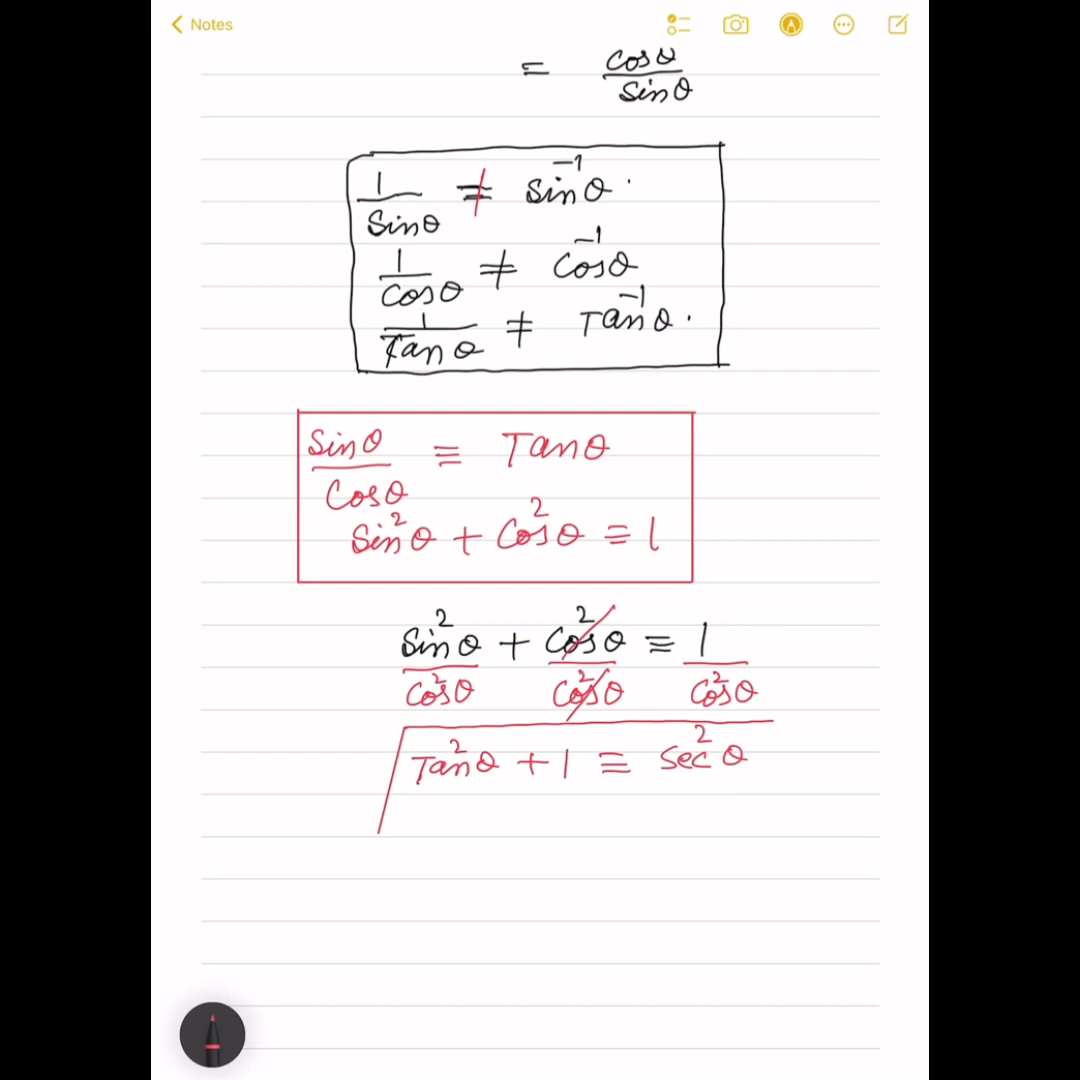 Notes
= cosθ/sinθ
1/sinθ ≠ sin⁻¹θ.
1/cosθ ≠ cos⁻¹θ
1/Tanθ ≠ Tan⁻¹θ.
sinθ/cosθ ≡ Tanθ
sin²θ + cos²θ ≡ 1
sin²θ/cos²θ + cos²θ/cos²θ ≡ 1/cos²θ
Tan²θ + 1 ≡ sec²θ